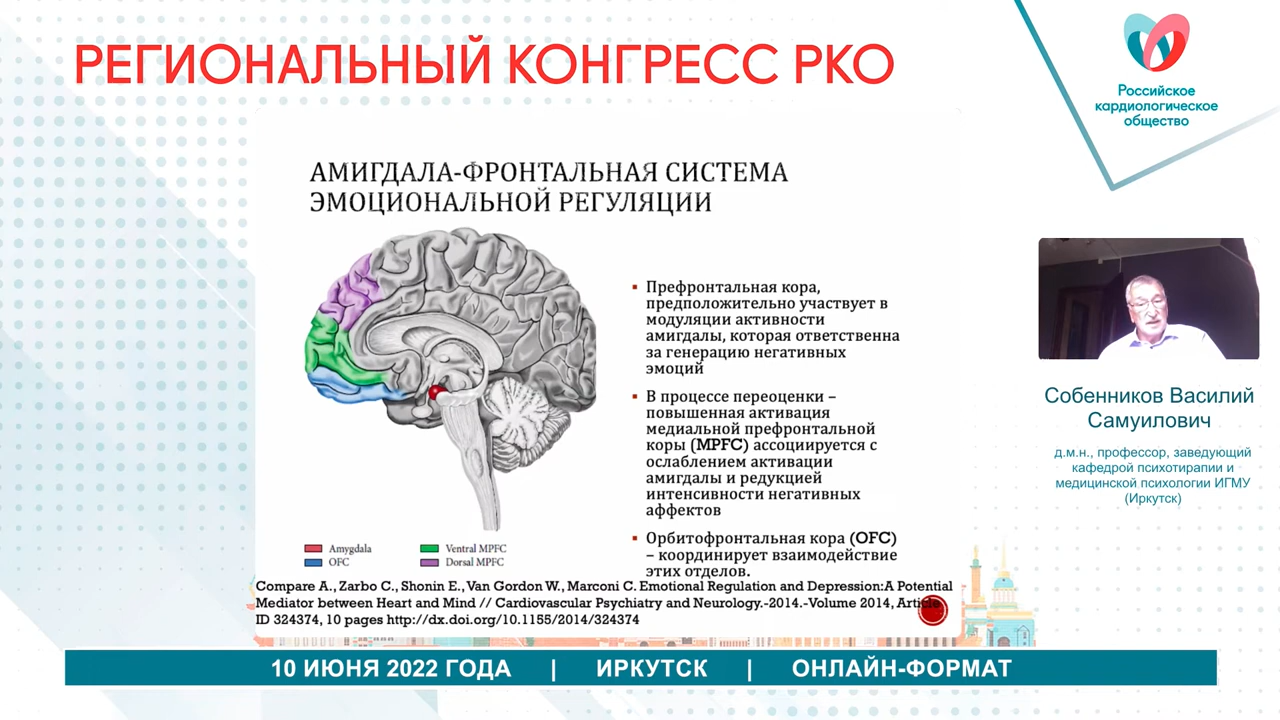 РЕГИОНАЛЬНЫЙ КОНГРЕСС РКО
Российское
кардиологическое
общество
АМИГДАЛА-ФРОНТАЛЬНАЯ СИСТЕМА
ЭМОЦИОНАЛЬНОЙ РЕГУЛЯЦИИ
Префронтальная кора,
предположительно участвует в
модуляции активности
амигдалы, которая ответственна
за генерацию негативных
эмоций
В процессе переоценки –
повышенная активация
медиальной префронтальной
коры (MPFC) ассоциируется с
ослаблением активации
амигдалы и редукцией
интенсивности негативных
аффектов
Орбитофронтальная кора (OFC)
– координирует взаимодействие
этих отделов.
Amygdala
OFC
Ventral MPFC
Dorsal MPFC
Compare A., Zarbo C., Shonin E., Van Gordon W., Marconi C. Emotional Regulation and Depression: A Potential
Mediator between Heart and Mind // Cardiovascular Psychiatry and Neurology.-2014.-Volume 2014, Article
ID 324374, 10 pages http://dx.doi.org/10.1155/2014/324374
Собенников Василий
Самуилович
д.м.н., профессор, заведующий
кафедрой психотирапии и
медицинской психологии ИГМУ
(Иркутск)
10 ИЮНЯ 2022 ГОДА | ИРКУТСК | ОНЛАЙН-ФОРМАТ